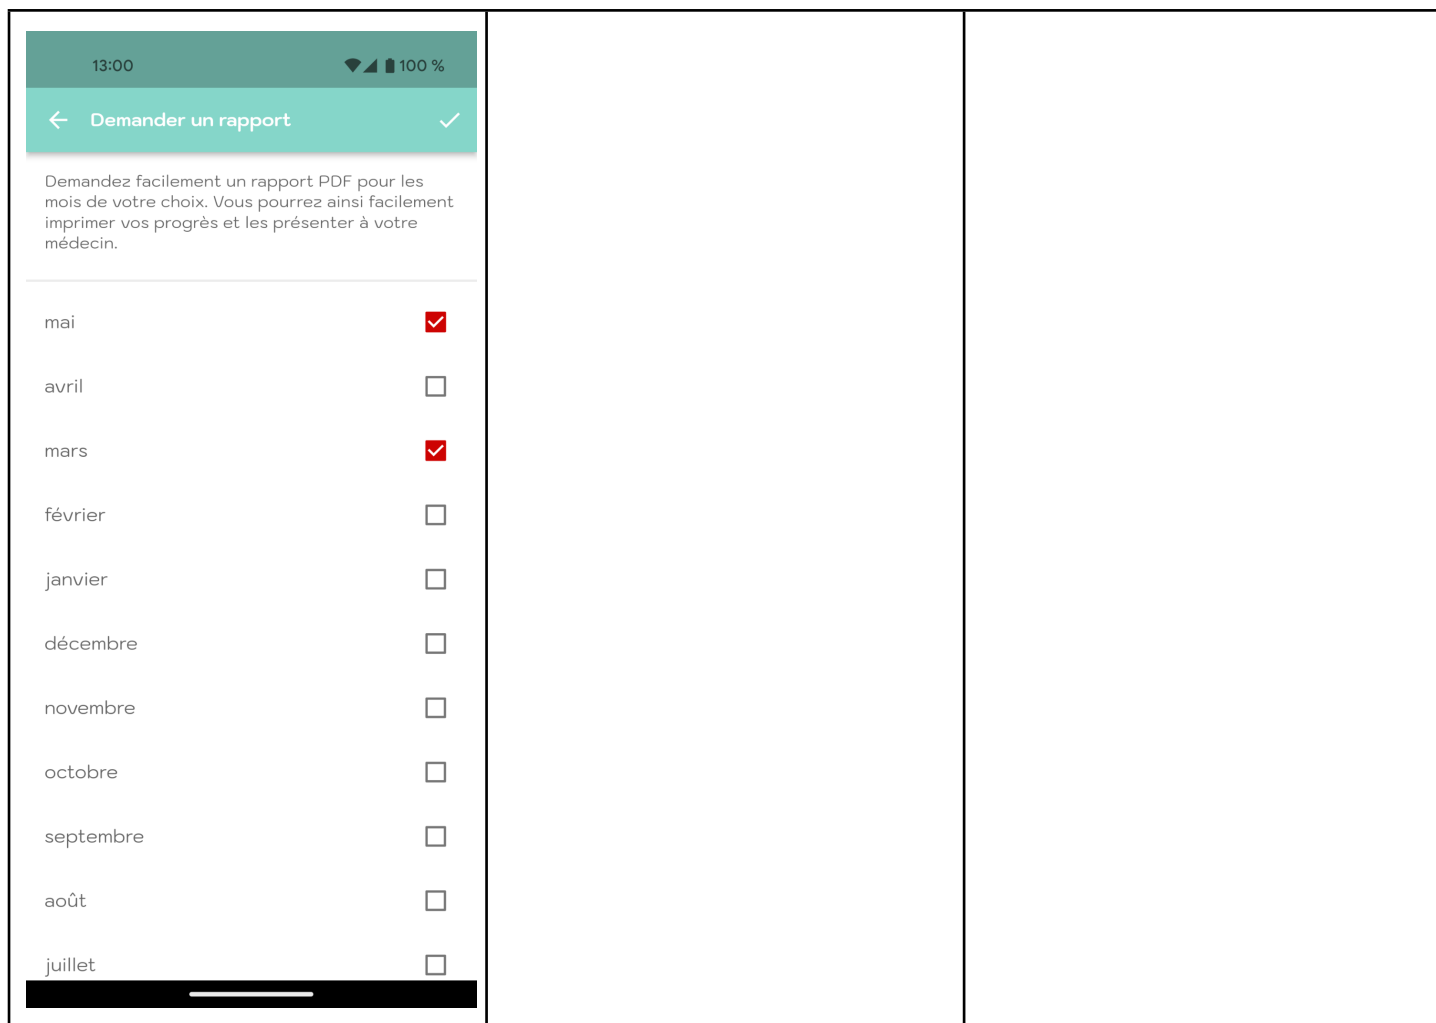 13:00 100 %
Demander un rapport
Demandez facilement un rapport PDF pour les
mois de votre choix. Vous pourrez ainsi facilement
imprimer vos progrès et les présenter à votre
médecin.
mai
avril
mars
février
janvier
décembre
novembre
octobre
septembre
août
juillet